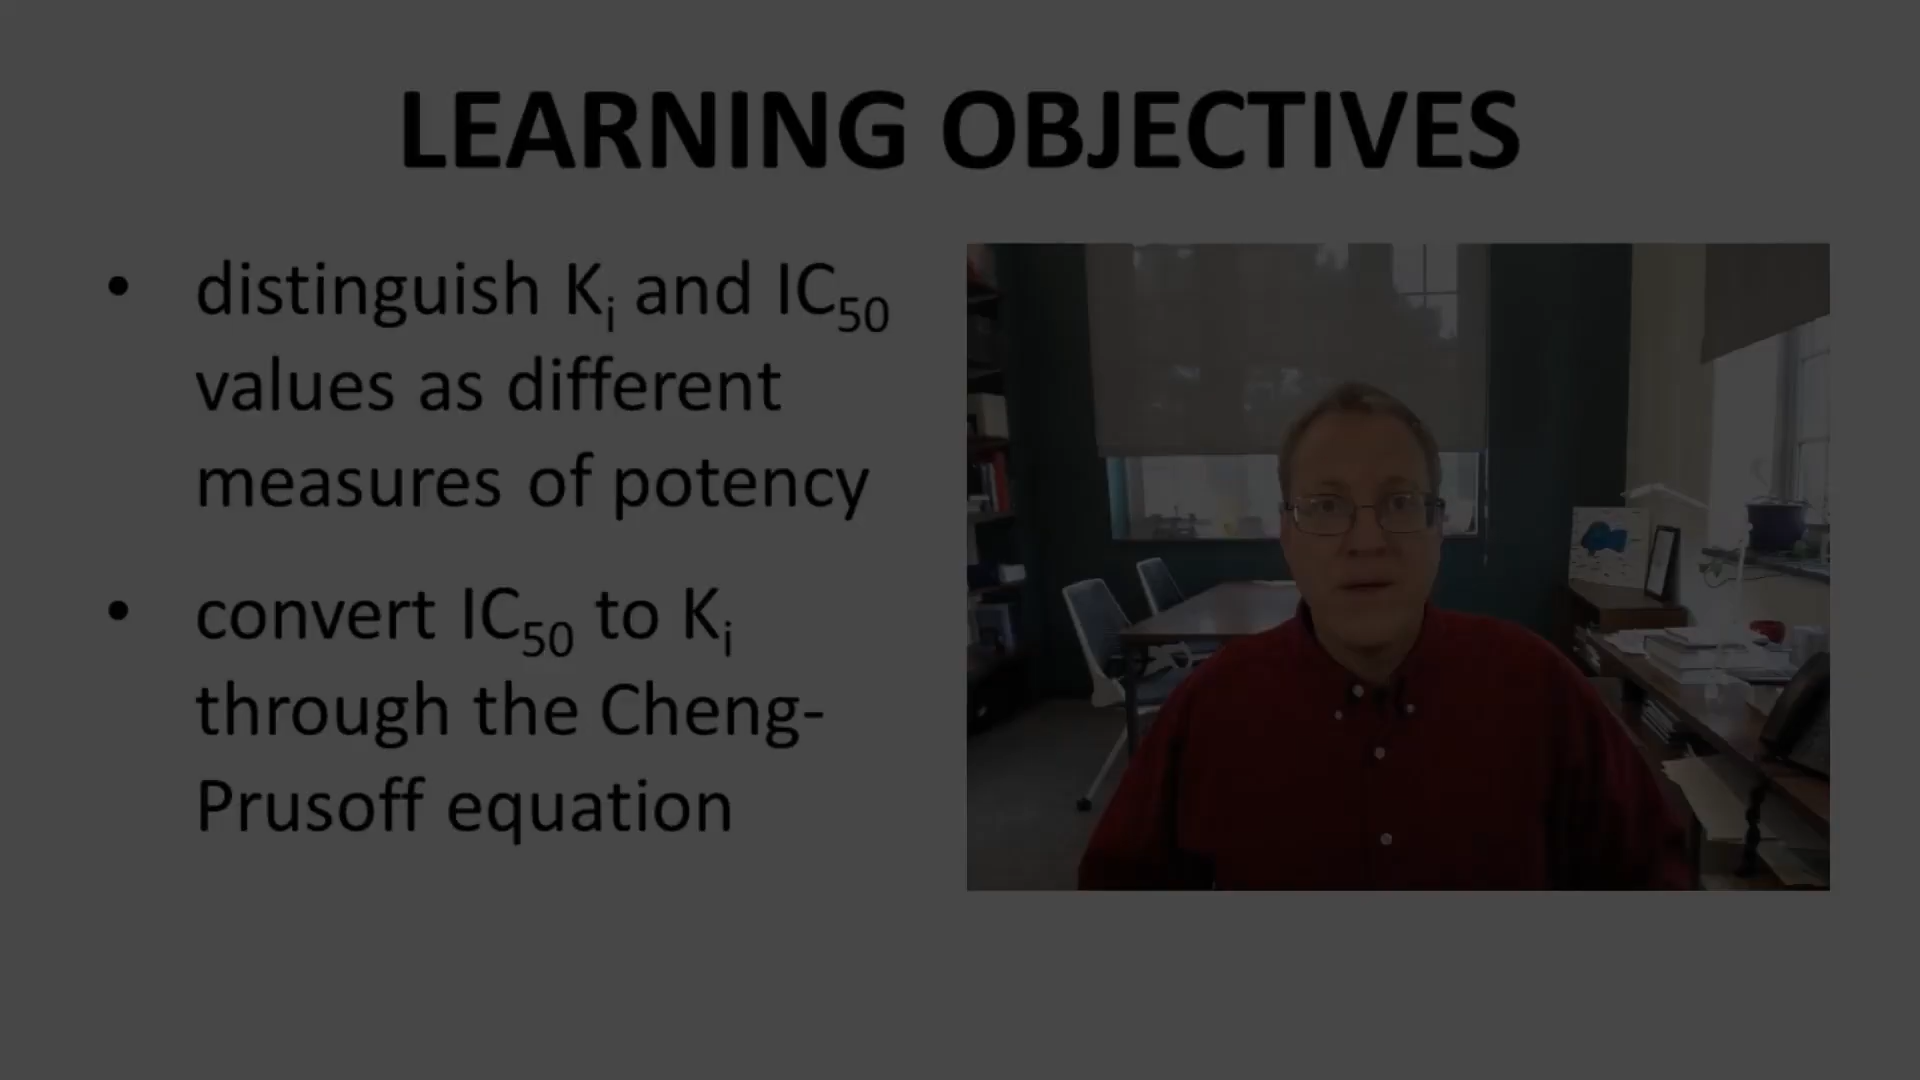 LEARNING OBJECTIVES
• distinguish Kᵢ and IC₅₀
values as different
measures of potency
• convert IC₅₀ to Kᵢ
through the Cheng-
Prusoff equation